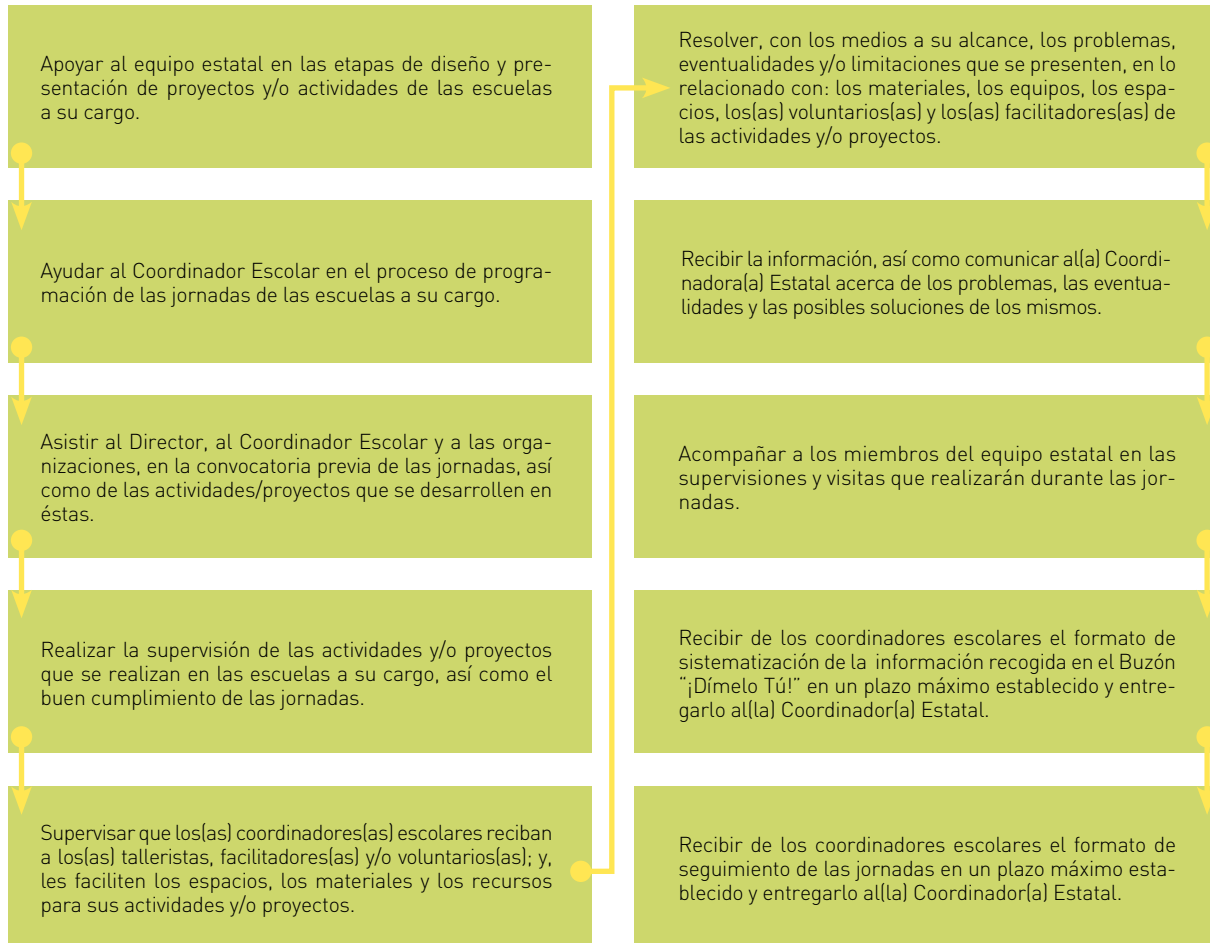 Apoyar al equipo estatal en las etapas de diseño y pre-
sentación de proyectos y/o actividades de las escuelas
a su cargo.
Ayudar al Coordinador Escolar en el proceso de progra-
mación de las jornadas de las escuelas a su cargo.
Asistir al Director, al Coordinador Escolar y a las orga-
nizaciones, en la convocatoria previa de las jornadas, así
como de las actividades/proyectos que se desarrollen en
éstas.
Realizar la supervisión de las actividades y/o proyectos
que se realizan en las escuelas a su cargo, así como el
buen cumplimiento de las jornadas.
Supervisar que los(as) coordinadores(as) escolares reciban
a los(as) talleristas, facilitadores(as) y/o voluntarios(as); y,
les faciliten los espacios, los materiales y los recursos
para sus actividades y/o proyectos.
Resolver, con los medios a su alcance, los problemas,
eventualidades y/o limitaciones que se presenten, en lo
relacionado con: los materiales, los equipos, los espa-
cios, los(as) voluntarios(as) y los(as) facilitadores(as) de
las actividades y/o proyectos.
Recibir la información, así como comunicar al(a) Coordi-
nadora(a) Estatal acerca de los problemas, las eventua-
lidades y las posibles soluciones de los mismos.
Acompañar a los miembros del equipo estatal en las
supervisiones y visitas que realizarán durante las jor-
nadas.
Recibir de los coordinadores escolares el formato de
sistematización de la información recogida en el Buzón
"¡Dímelo Tú!" en un plazo máximo establecido y entre-
garlo al(la) Coordinador(a) Estatal.
Recibir de los coordinadores escolares el formato de
seguimiento de las jornadas en un plazo máximo esta-
blecido y entregarlo al(la) Coordinador(a) Estatal.